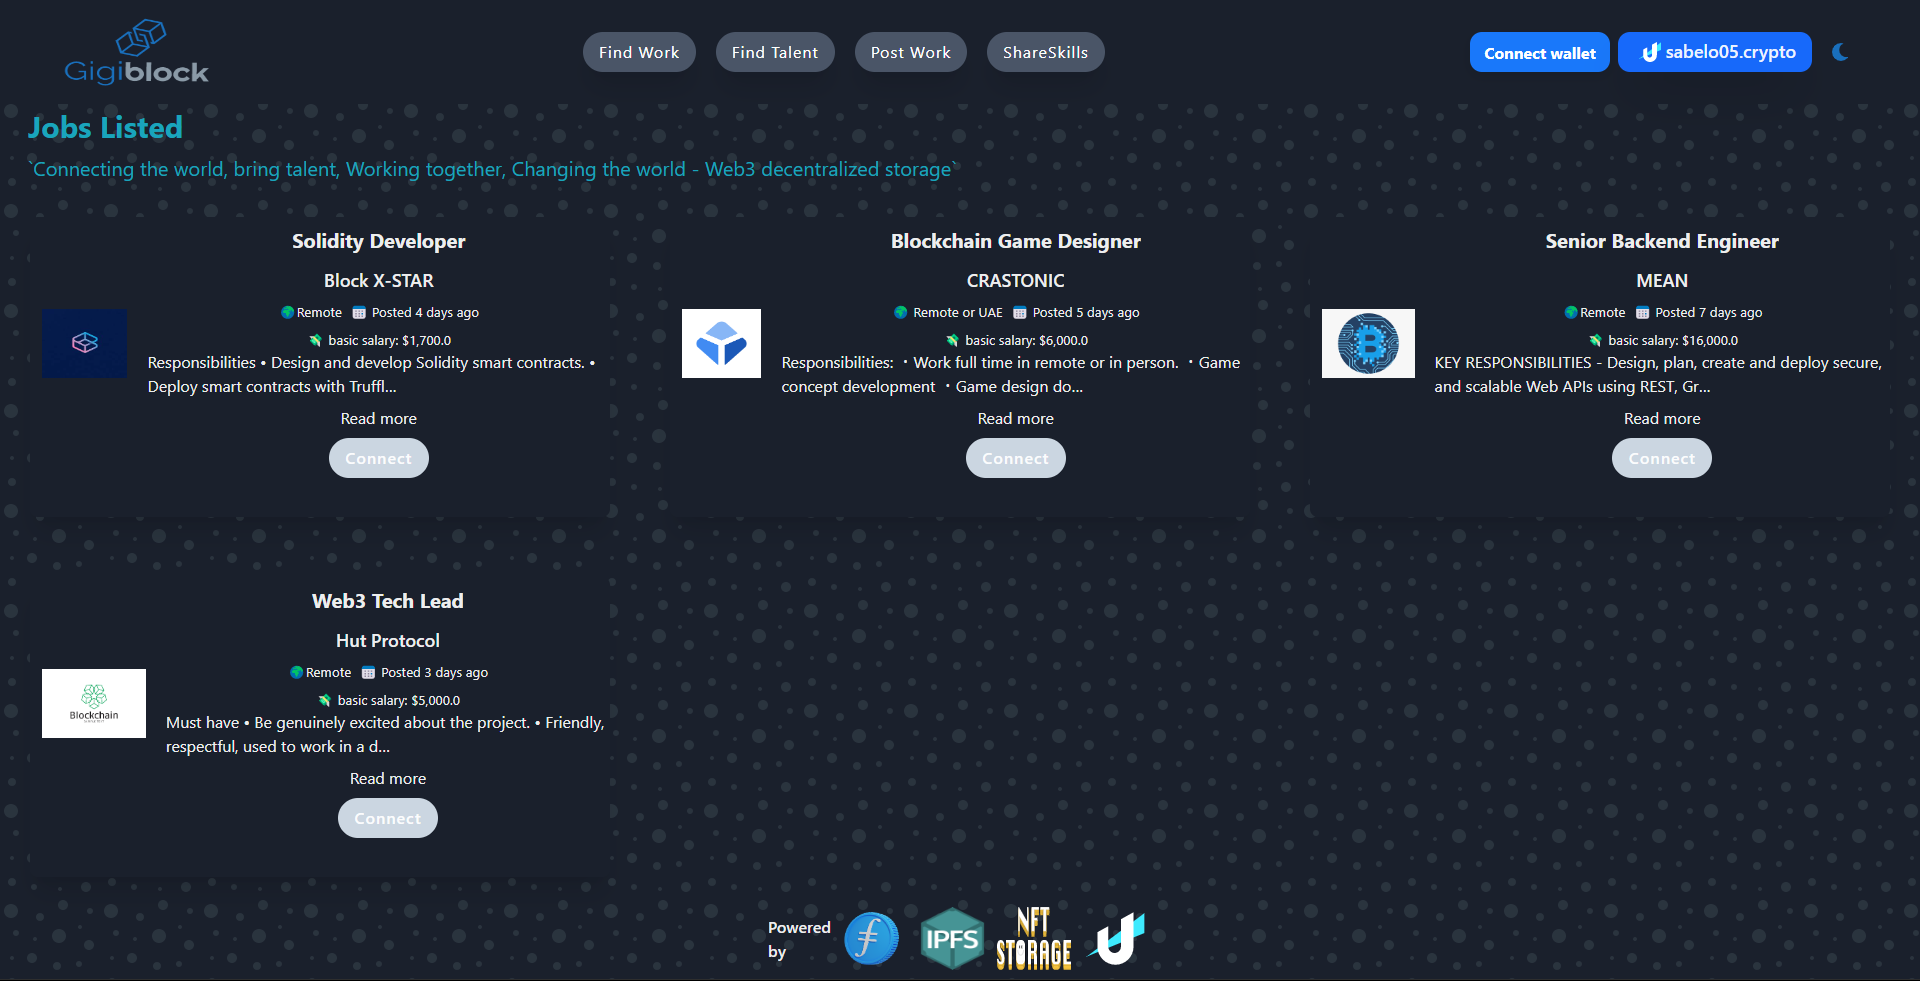 Gigiblock
Find Work
Find Talent
Post Work
ShareSkills
Connect wallet
sabelo05.crypto
Jobs Listed
`Connecting the world, bring talent, Working together, Changing the world - Web3 decentralized storage`
Solidity Developer
Block X-STAR
Remote Posted 4 days ago
basic salary: $1,700.0
Responsibilities • Design and develop Solidity smart contracts. •
Deploy smart contracts with Truffl...
Read more
Connect
Blockchain Game Designer
CRASTONIC
Remote or UAE Posted 5 days ago
basic salary: $6,000.0
Responsibilities: ・Work full time in remote or in person. ・Game
concept development ・Game design do...
Read more
Connect
Senior Backend Engineer
MEAN
Remote Posted 7 days ago
basic salary: $16,000.0
KEY RESPONSIBILITIES - Design, plan, create and deploy secure,
and scalable Web APIs using REST, Gr...
Read more
Connect
Web3 Tech Lead
Hut Protocol
Remote Posted 3 days ago
basic salary: $5,000.0
Blockchain
Must have • Be genuinely excited about the project. • Friendly,
respectful, used to work in a d...
Read more
Connect
Powered
by
IPFS
NFT
STORAGE